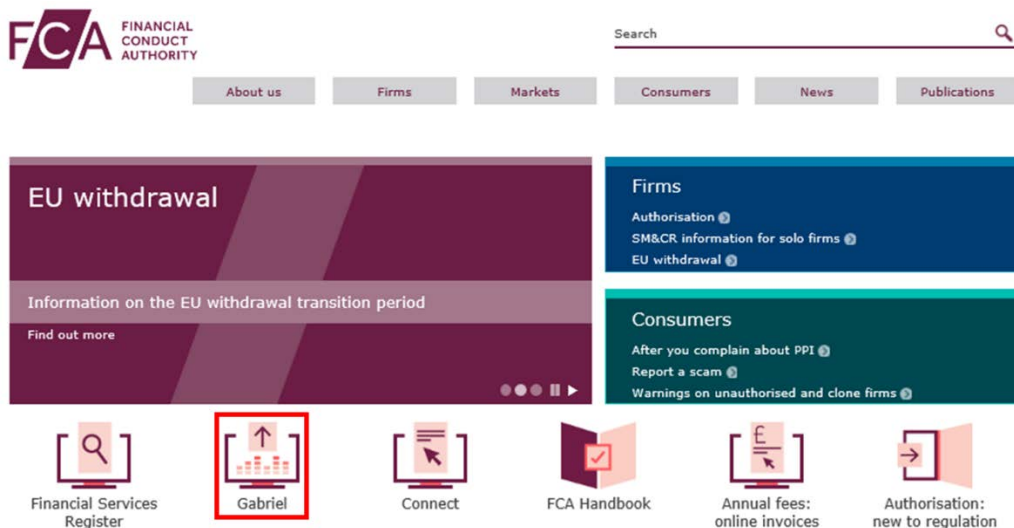 FCA FINANCIAL
CONDUCT
AUTHORITY
Search
About us
Firms
Markets
Consumers
News
Publications
EU withdrawal
Information on the EU withdrawal transition period
Find out more
Firms
Authorisation
SM&CR information for solo firms
EU withdrawal
Consumers
After you complain about PPI
Report a scam
Warnings on unauthorised and clone firms
Financial Services
Register
Gabriel
Connect
FCA Handbook
£
Annual fees:
online invoices
Authorisation:
new to regulation